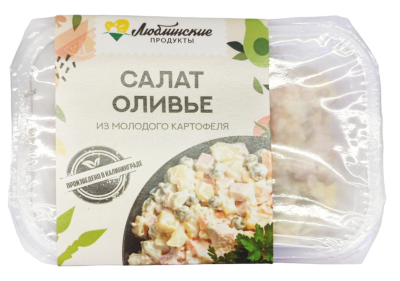 Любинские
ПРОДУКТЫ
САЛАТ
ОЛИВЬЕ
ИЗ МОЛОДОГО КАРТОФЕЛЯ
ПРОИЗВЕДЕНО В КАЛИНИНГРАДЕ